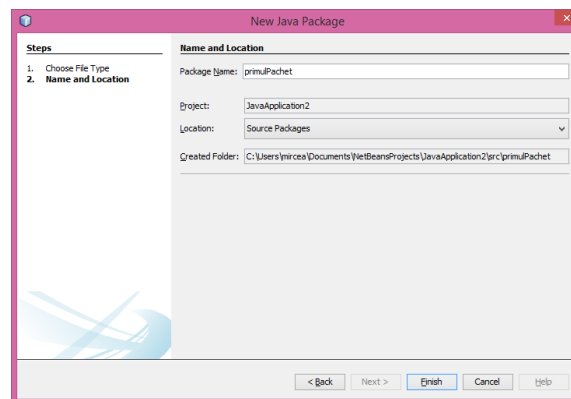 New Java Package
Steps
1. Choose File Type
2. Name and Location
Name and Location
Package Name: primulPachet
Project: JavaApplication2
Location: Source Packages
Created Folder: C:\Users\mircea\Documents\NetBeansProjects\JavaApplication2\src\primulPachet
< Back Next > Finish Cancel Help